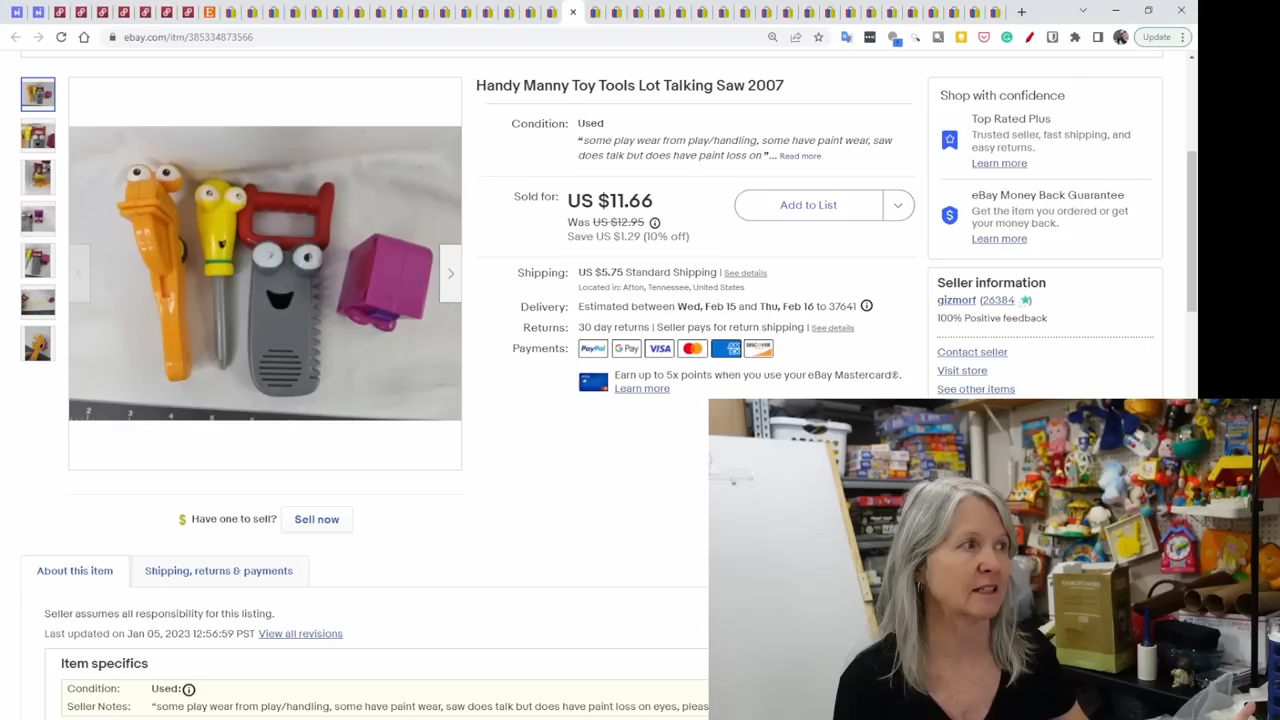 ebay.com/itm/385334873566
Update
Handy Manny Toy Tools Lot Talking Saw 2007
Condition: Used
“some play wear from play/handling, some have paint wear, saw
does talk but does have paint loss on ”... Read more
Sold for: US $11.66
Add to List
Was US $12.95
Save US $1.29 (10% off)
Shipping: US $5.75 Standard Shipping | See details
Located in: Afton, Tennessee, United States
Delivery: Estimated between Wed, Feb 15 and Thu, Feb 16 to 37641
Returns: 30 day returns | Seller pays for return shipping | See details
Payments: PayPal G Pay VISA DISCOVER
Earn up to 5x points when you use your eBay Mastercard®.
Learn more
Shop with confidence
Top Rated Plus
Trusted seller, fast shipping, and
easy returns.
Learn more
eBay Money Back Guarantee
Get the item you ordered or get
your money back.
Learn more
Seller information
gizmorf (26384)
100% Positive feedback
Contact seller
Visit store
See other items
Have one to sell? Sell now
About this item
Shipping, returns & payments
Seller assumes all responsibility for this listing.
Last updated on Jan 05, 2023 12:56:59 PST View all revisions
Item specifics
Condition: Used:
Seller Notes: “some play wear from play/handling, some have paint wear, saw does talk but does have paint loss on eyes, pleas
YANKEE CANDLE